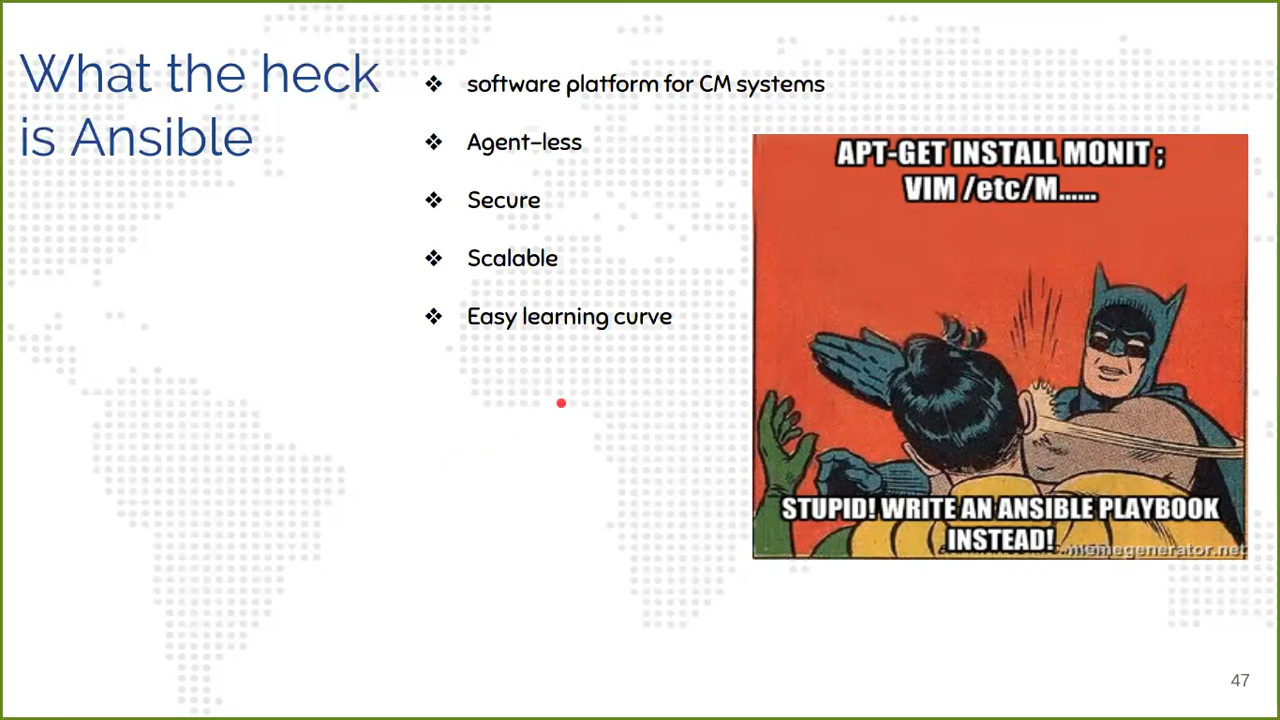 What the heck
is Ansible
❖ software platform for CM systems
❖ Agent-less
❖ Secure
❖ Scalable
❖ Easy learning curve
APT-GET INSTALL MONIT ;
VIM /etc/M......
STUPID! WRITE AN ANSIBLE PLAYBOOK
INSTEAD!
memegenerator.net
47